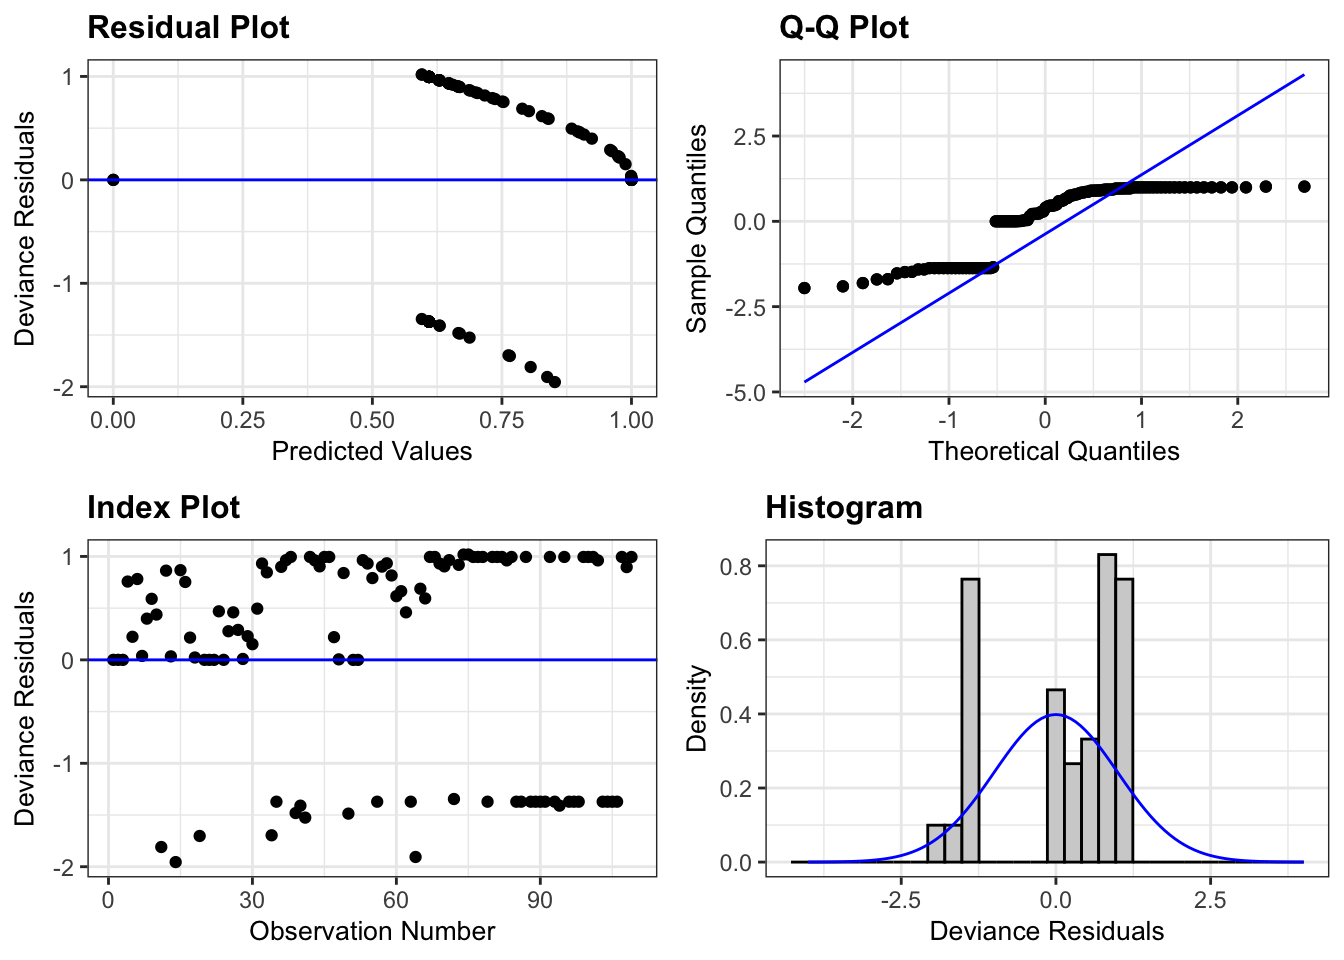 Residual Plot
Deviance Residuals
1
0
-1
-2
0.00 0.25 0.50 0.75 1.00
Predicted Values
Q-Q Plot
Sample Quantiles
2.5
0.0
-2.5
-5.0
-2 -1 0 1 2
Theoretical Quantiles
Index Plot
Deviance Residuals
1
0
-1
-2
0 30 60 90
Observation Number
Histogram
Density
0.8
0.6
0.4
0.2
0.0
-2.5 0.0 2.5
Deviance Residuals